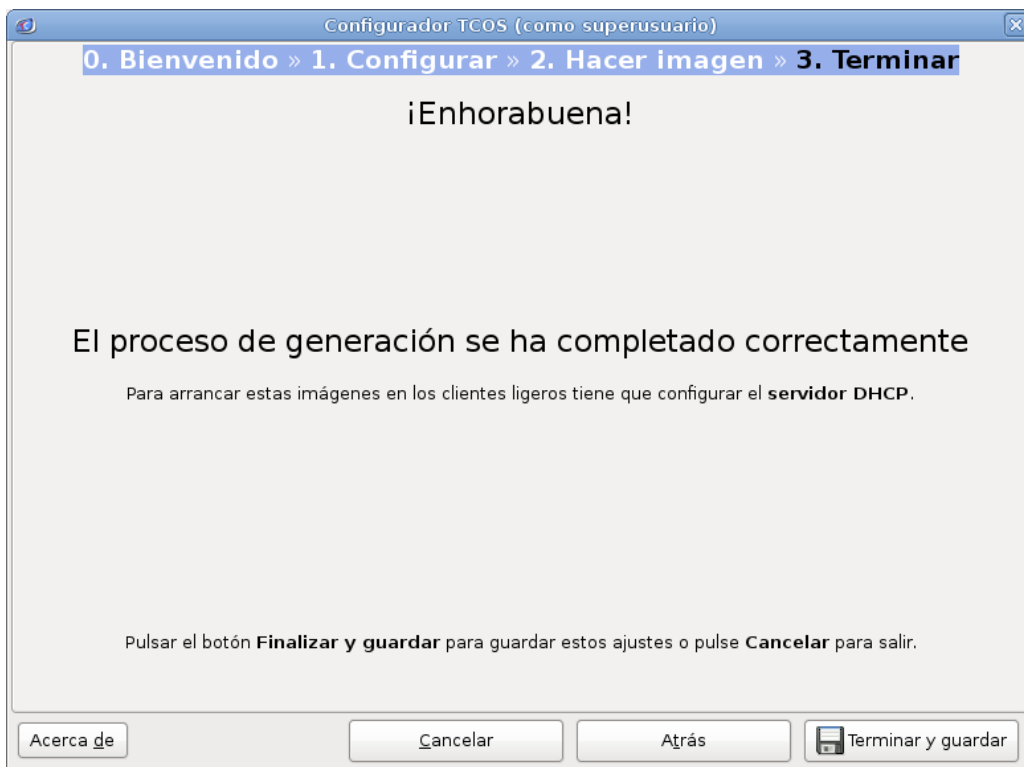 Configurador TCOS (como superusuario)
0. Bienvenido » 1. Configurar » 2. Hacer imagen » 3. Terminar
¡Enhorabuena!
El proceso de generación se ha completado correctamente
Para arrancar estas imágenes en los clientes ligeros tiene que configurar el servidor DHCP.
Pulsar el botón Finalizar y guardar para guardar estos ajustes o pulse Cancelar para salir.
Acerca de Cancelar Atrás Terminar y guardar